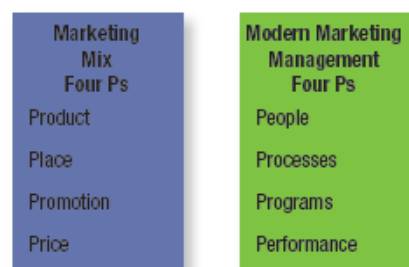 Marketing
Mix
Four Ps
Product
Place
Promotion
Price
Modern Marketing
Management
Four Ps
People
Processes
Programs
Performance